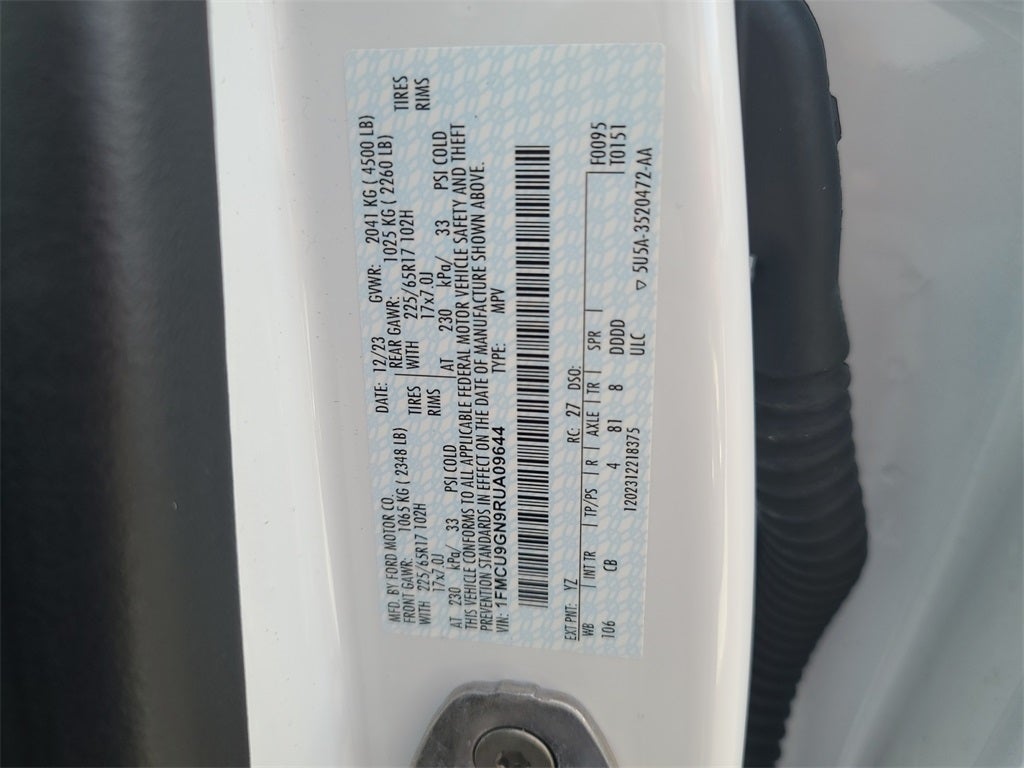 MFD. BY FORD MOTOR CO. DATE: 12/23 GVWR: 2041 KG ( 4500 LB)
FRONT GAWR: 1065 KG ( 2348 LB) REAR GAWR: 1025 KG ( 2260 LB)
WITH 225/65R17 102H TIRES WITH 225/65R17 102H TIRES
17x7.0J RIMS 17x7.0J RIMS
AT 230 kPa/ 33 PSI COLD AT 230 kPa/ 33 PSI COLD
THIS VEHICLE CONFORMS TO ALL APPLICABLE FEDERAL MOTOR VEHICLE SAFETY AND THEFT
PREVENTION STANDARDS IN EFFECT ON THE DATE OF MANUFACTURE SHOWN ABOVE.
VIN: 1FMCU9GN9RUA09644 TYPE: MPV
EXT PNT: YZ RC: 27 DSO:
WB INT TR TP/PS R AXLE TR SPR F0095
106 CB 4 81 8 DDDD T0151
120231221837S ULC
▽ 5U5A-3520472-AA